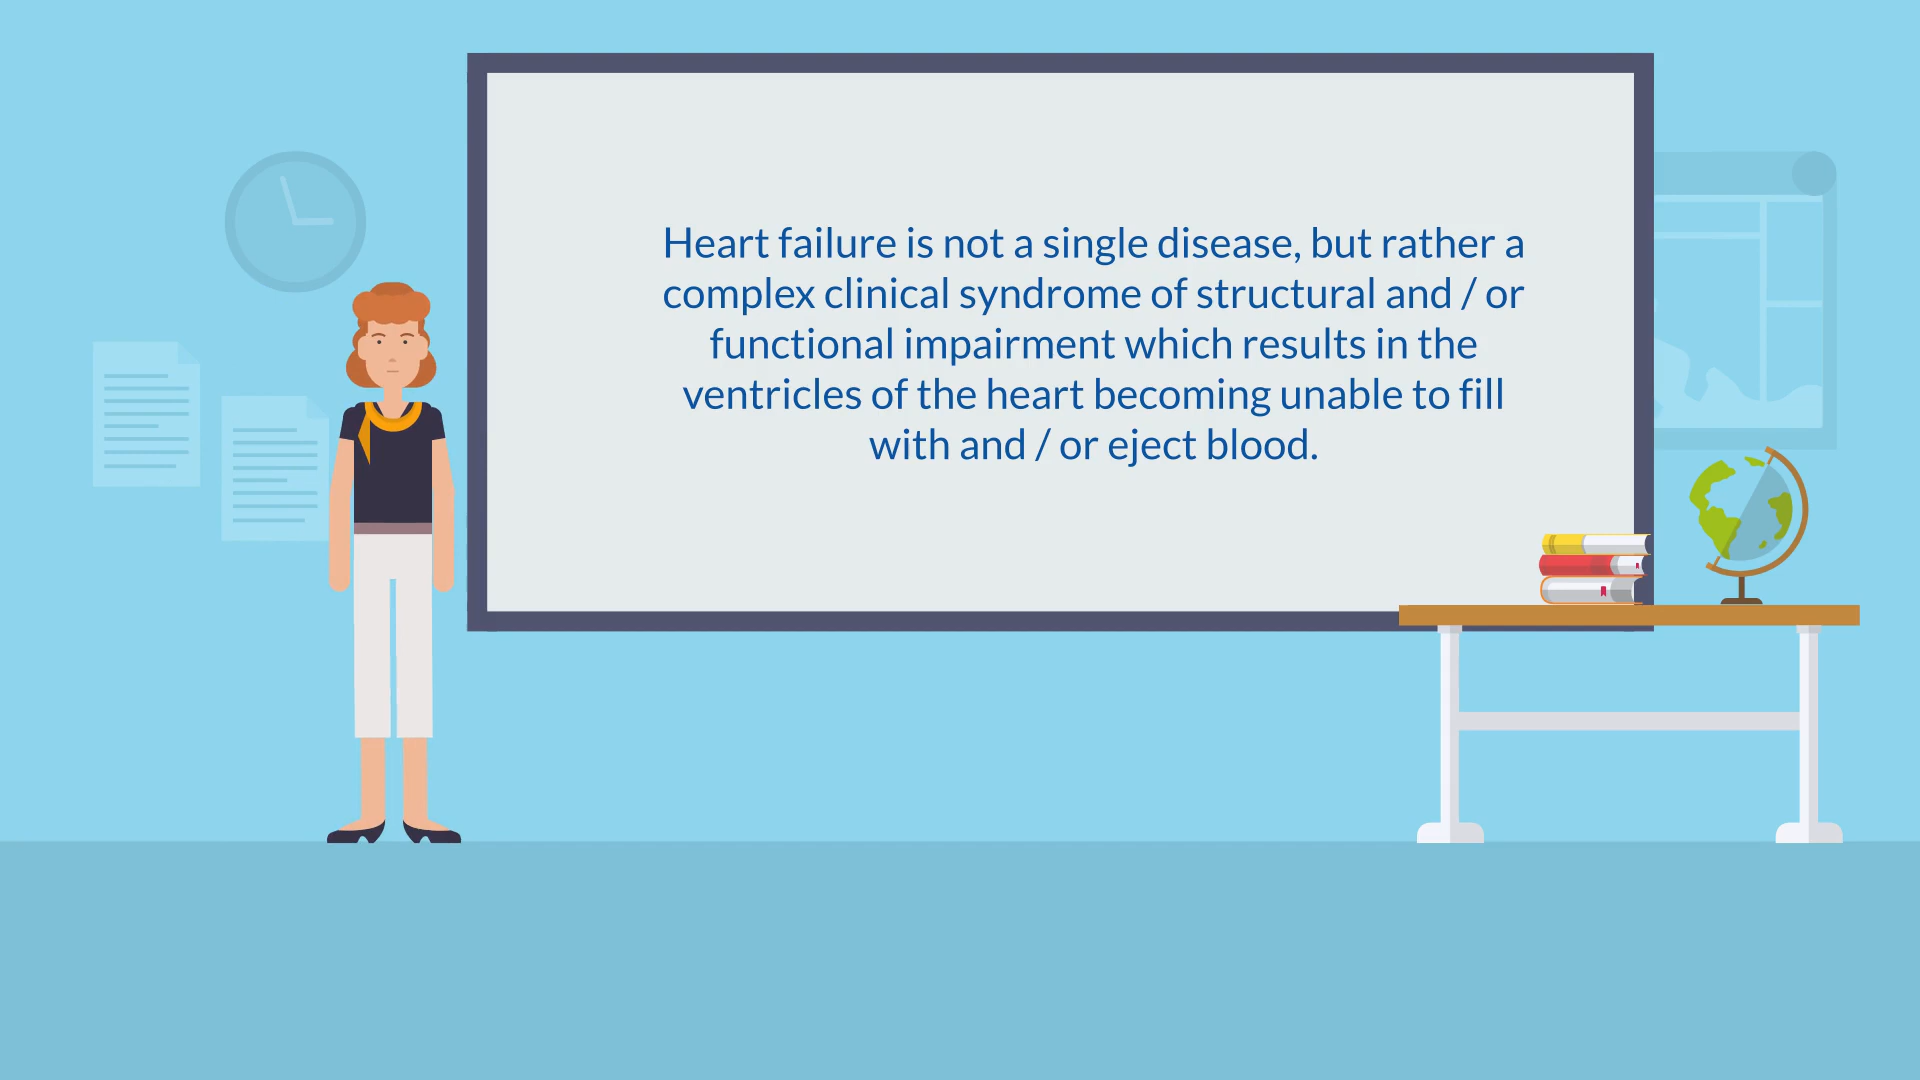 Heart failure is not a single disease, but rather a
complex clinical syndrome of structural and / or
functional impairment which results in the
ventricles of the heart becoming unable to fill
with and / or eject blood.